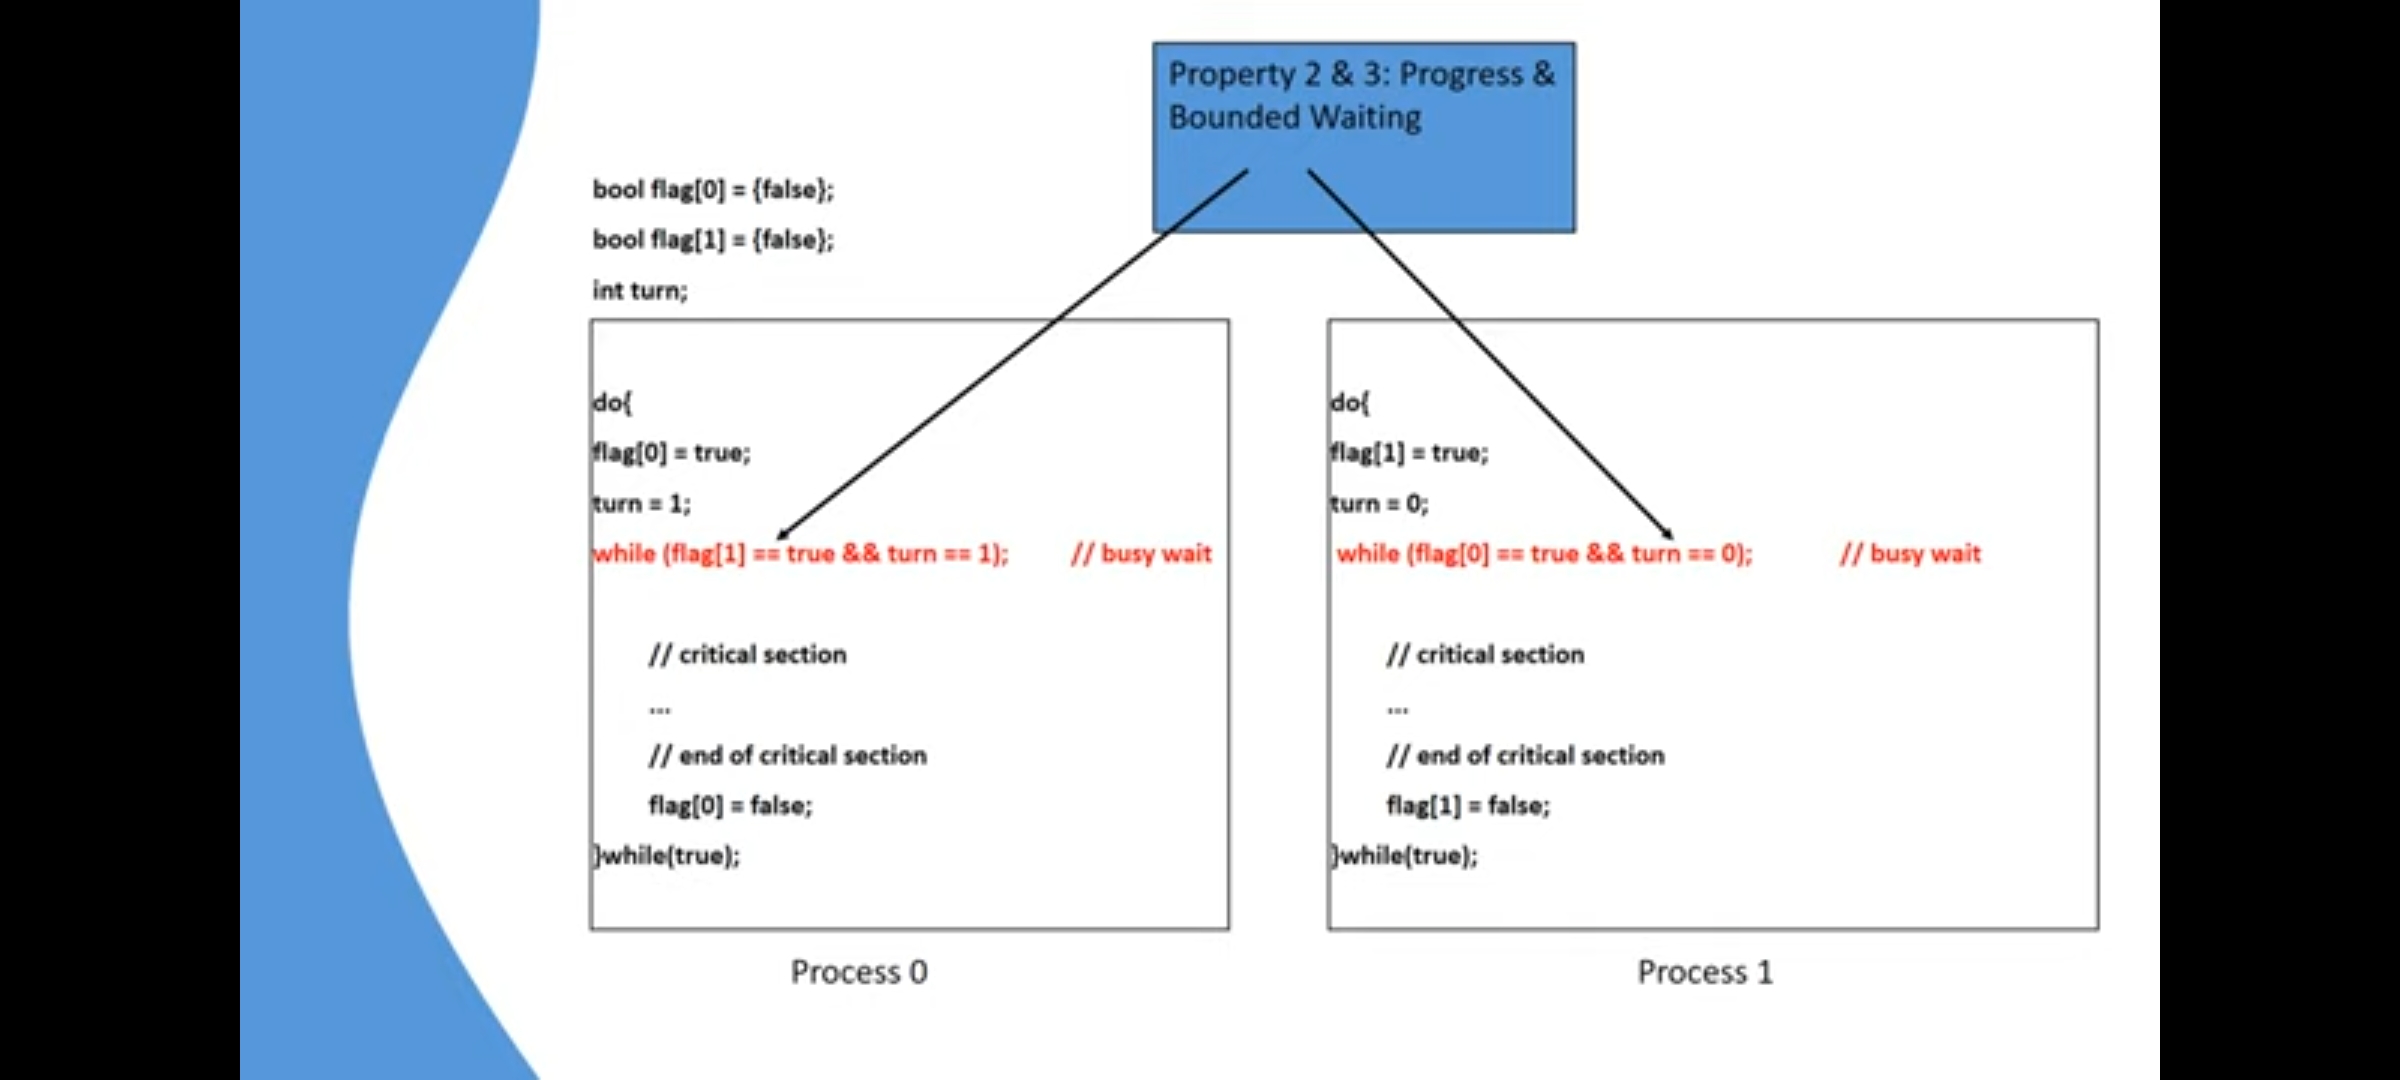 Property 2 & 3: Progress &
Bounded Waiting
bool flag[0] = {false};
bool flag[1] = {false};
int turn;
do{
flag[0] = true;
turn = 1;
while (flag[1] == true && turn == 1); // busy wait
// critical section
...
// end of critical section
flag[0] = false;
}while(true);
Process 0
do{
flag[1] = true;
turn = 0;
while (flag[0] == true && turn == 0); // busy wait
// critical section
...
// end of critical section
flag[1] = false;
}while(true);
Process 1